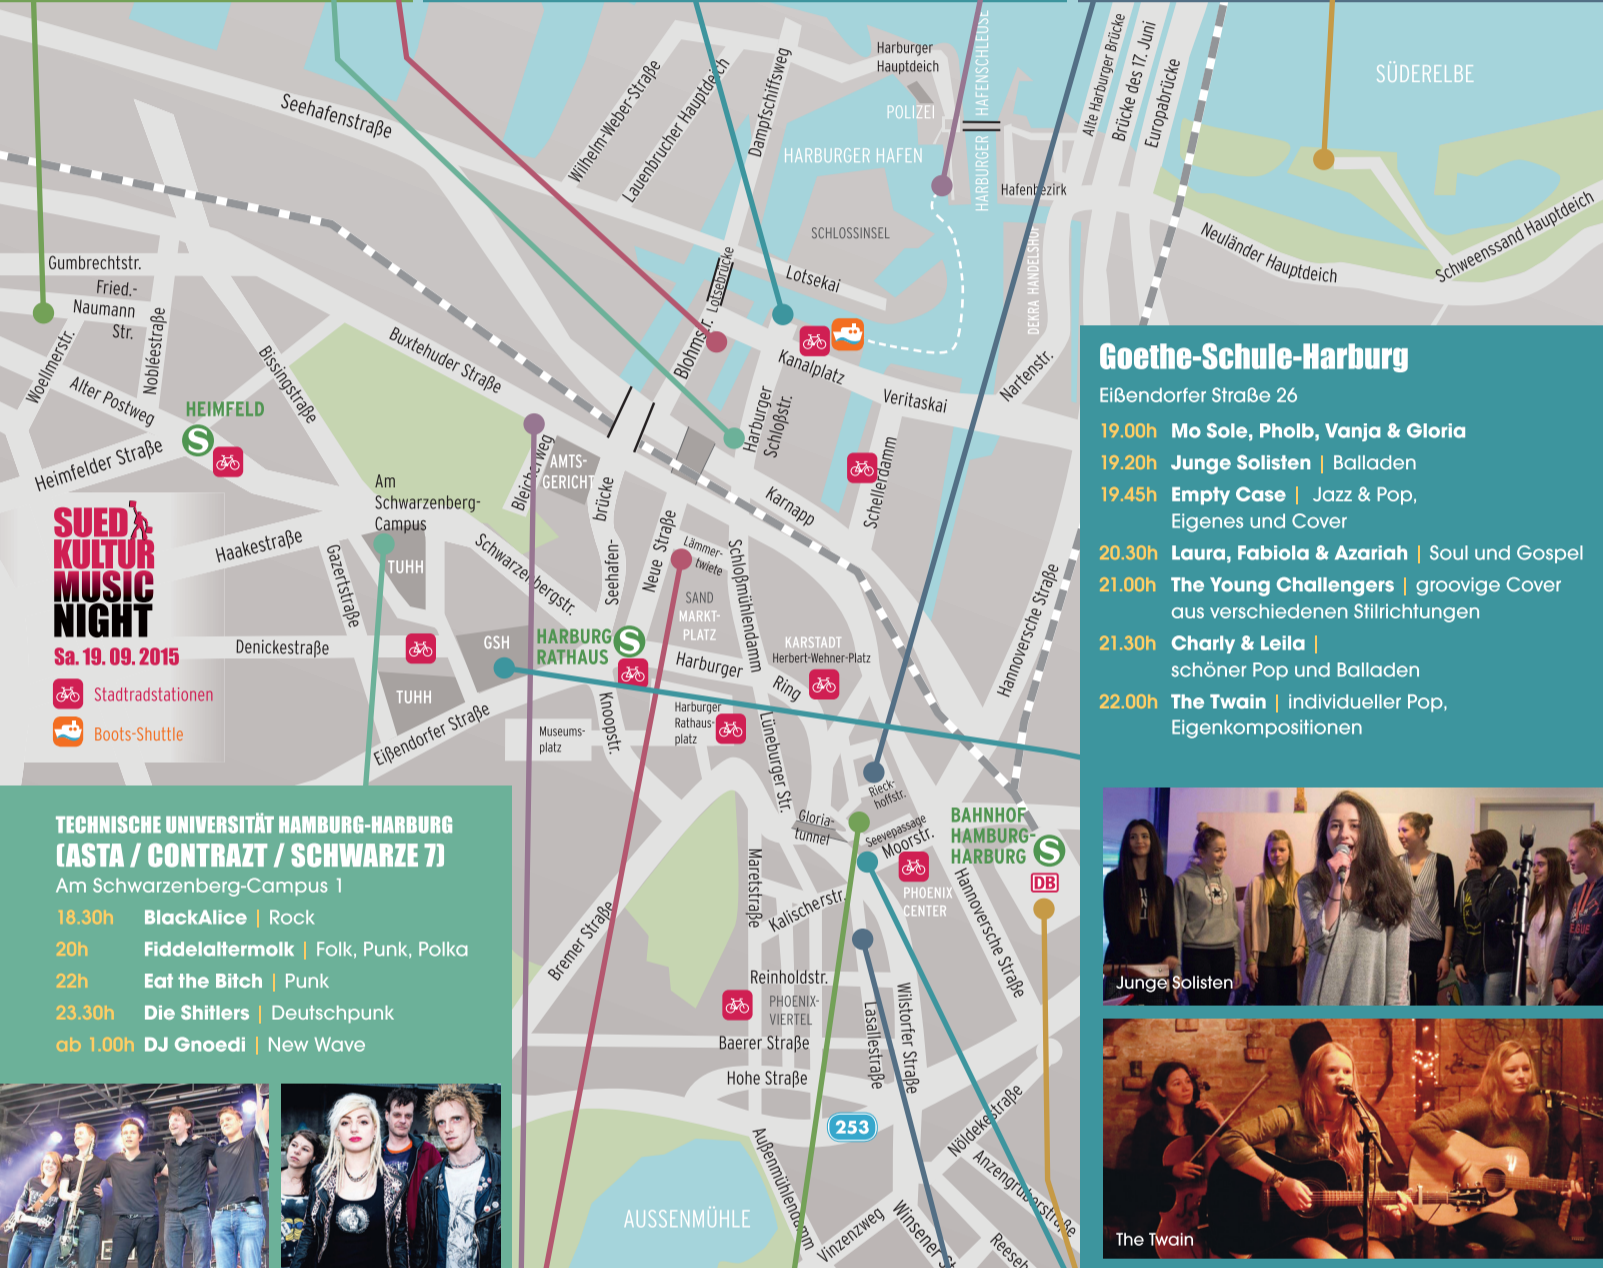 Seehafenstraße
Wilhelm-Weber-Straße
Lauenbrucher Hauptdeich
Dampfschiffsweg
Harburger
Hauptdeich
POLIZEI
HARBURGER HAFEN
HARBURGER HAFENSCHLEUSE
Hafenbezirk
Alte Harburger Brücke
Brücke des 17. Juni
Europabrücke
SÜDERELBE
Neuländer Hauptdeich
Schweenssand Hauptdeich
SCHLOSSINSEL
DEKRA HANDELSHOF
Lotsekai
Lotsebrücke
Blohmstr.
Kanalplatz
Veritaskai
Nartenstr.
Harburger
Schloßstr.
Schellerdamm
Karnapp
Gumbrechtstr.
Fried.-
Naumann
Str.
Nobléestraße
Woellmerstr.
Alter Postweg
Heimfelder Straße
Bissingstraße
Buxtehuder Straße
HEIMFELD
S
Am
Schwarzenberg-
Campus
Bleicherweg
AMTS-
GERICHT
Seehafen-
brücke
Neue Straße
Lämmer-
twiete
Schloßmühlendamm
SAND
MARKT-
PLATZ
KARSTADT
Herbert-Wehner-Platz
Hannoversche Straße
Haakestraße
Gazertstraße
TUHH
Schwarzenbergstr.
Denickestraße
GSH
HARBURG
RATHAUS
S
Harburger
Ring
TUHH
Eißendorfer Straße
Museums-
platz
Knoopstr.
Harburger
Rathaus-
platz
Lüneburger Str.
Rieck-
hoffstr.
Gloria-
tunnel
Seevepassage
Moorstr.
BAHNHOF
HAMBURG-
HARBURG
S
DB
PHOENIX
CENTER
Hannoversche Straße
Maretstraße
Kalischerstr.
Bremer Straße
Reinholdstr.
PHOENIX-
VIERTEL
Baerer Straße
Hohe Straße
Lasallestraße
Wilstorfer Straße
253
Nöldekestraße
Anzengruberstraße
Außenmühlendamm
AUSSENMÜHLE
Vinzenzweg
Winsener St
Reeseb
SUED
KULTUR
MUSIC
NIGHT
Sa. 19. 09. 2015
Stadtradstationen
Boots-Shuttle
TECHNISCHE UNIVERSITÄT HAMBURG-HARBURG
(ASTA / CONTRAZT / SCHWARZE 7)
Am Schwarzenberg-Campus 1
18.30h BlackAlice | Rock
20h Fiddelaltermolk | Folk, Punk, Polka
22h Eat the Bitch | Punk
23.30h Die Shitlers | Deutschpunk
ab 1.00h DJ Gnoedi | New Wave
Goethe-Schule-Harburg
Eißendorfer Straße 26
19.00h Mo Sole, Pholb, Vanja & Gloria
19.20h Junge Solisten | Balladen
19.45h Empty Case | Jazz & Pop,
Eigenes und Cover
20.30h Laura, Fabiola & Azariah | Soul und Gospel
21.00h The Young Challengers | groovige Cover
aus verschiedenen Stilrichtungen
21.30h Charly & Leila |
schöner Pop und Balladen
22.00h The Twain | individueller Pop,
Eigenkompositionen
Junge Solisten
The Twain